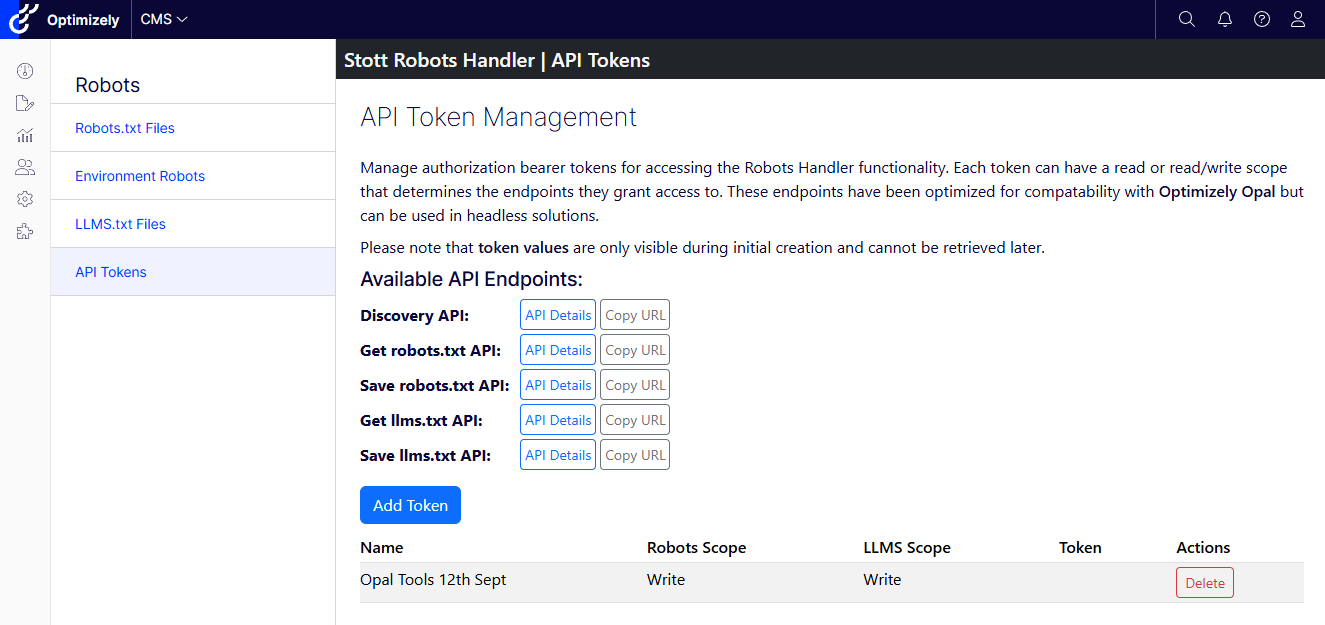 Optimizely CMS
Robots
Robots.txt Files
Environment Robots
LLMS.txt Files
API Tokens
Stott Robots Handler | API Tokens
API Token Management
Manage authorization bearer tokens for accessing the Robots Handler functionality. Each token can have a read or read/write scope
that determines the endpoints they grant access to. These endpoints have been optimized for compatability with Optimizely Opal but
can be used in headless solutions.
Please note that token values are only visible during initial creation and cannot be retrieved later.
Available API Endpoints:
Discovery API: API Details Copy URL
Get robots.txt API: API Details Copy URL
Save robots.txt API: API Details Copy URL
Get llms.txt API: API Details Copy URL
Save llms.txt API: API Details Copy URL
Add Token
Name Robots Scope LLMS Scope Token Actions
Opal Tools 12th Sept Write Write Delete